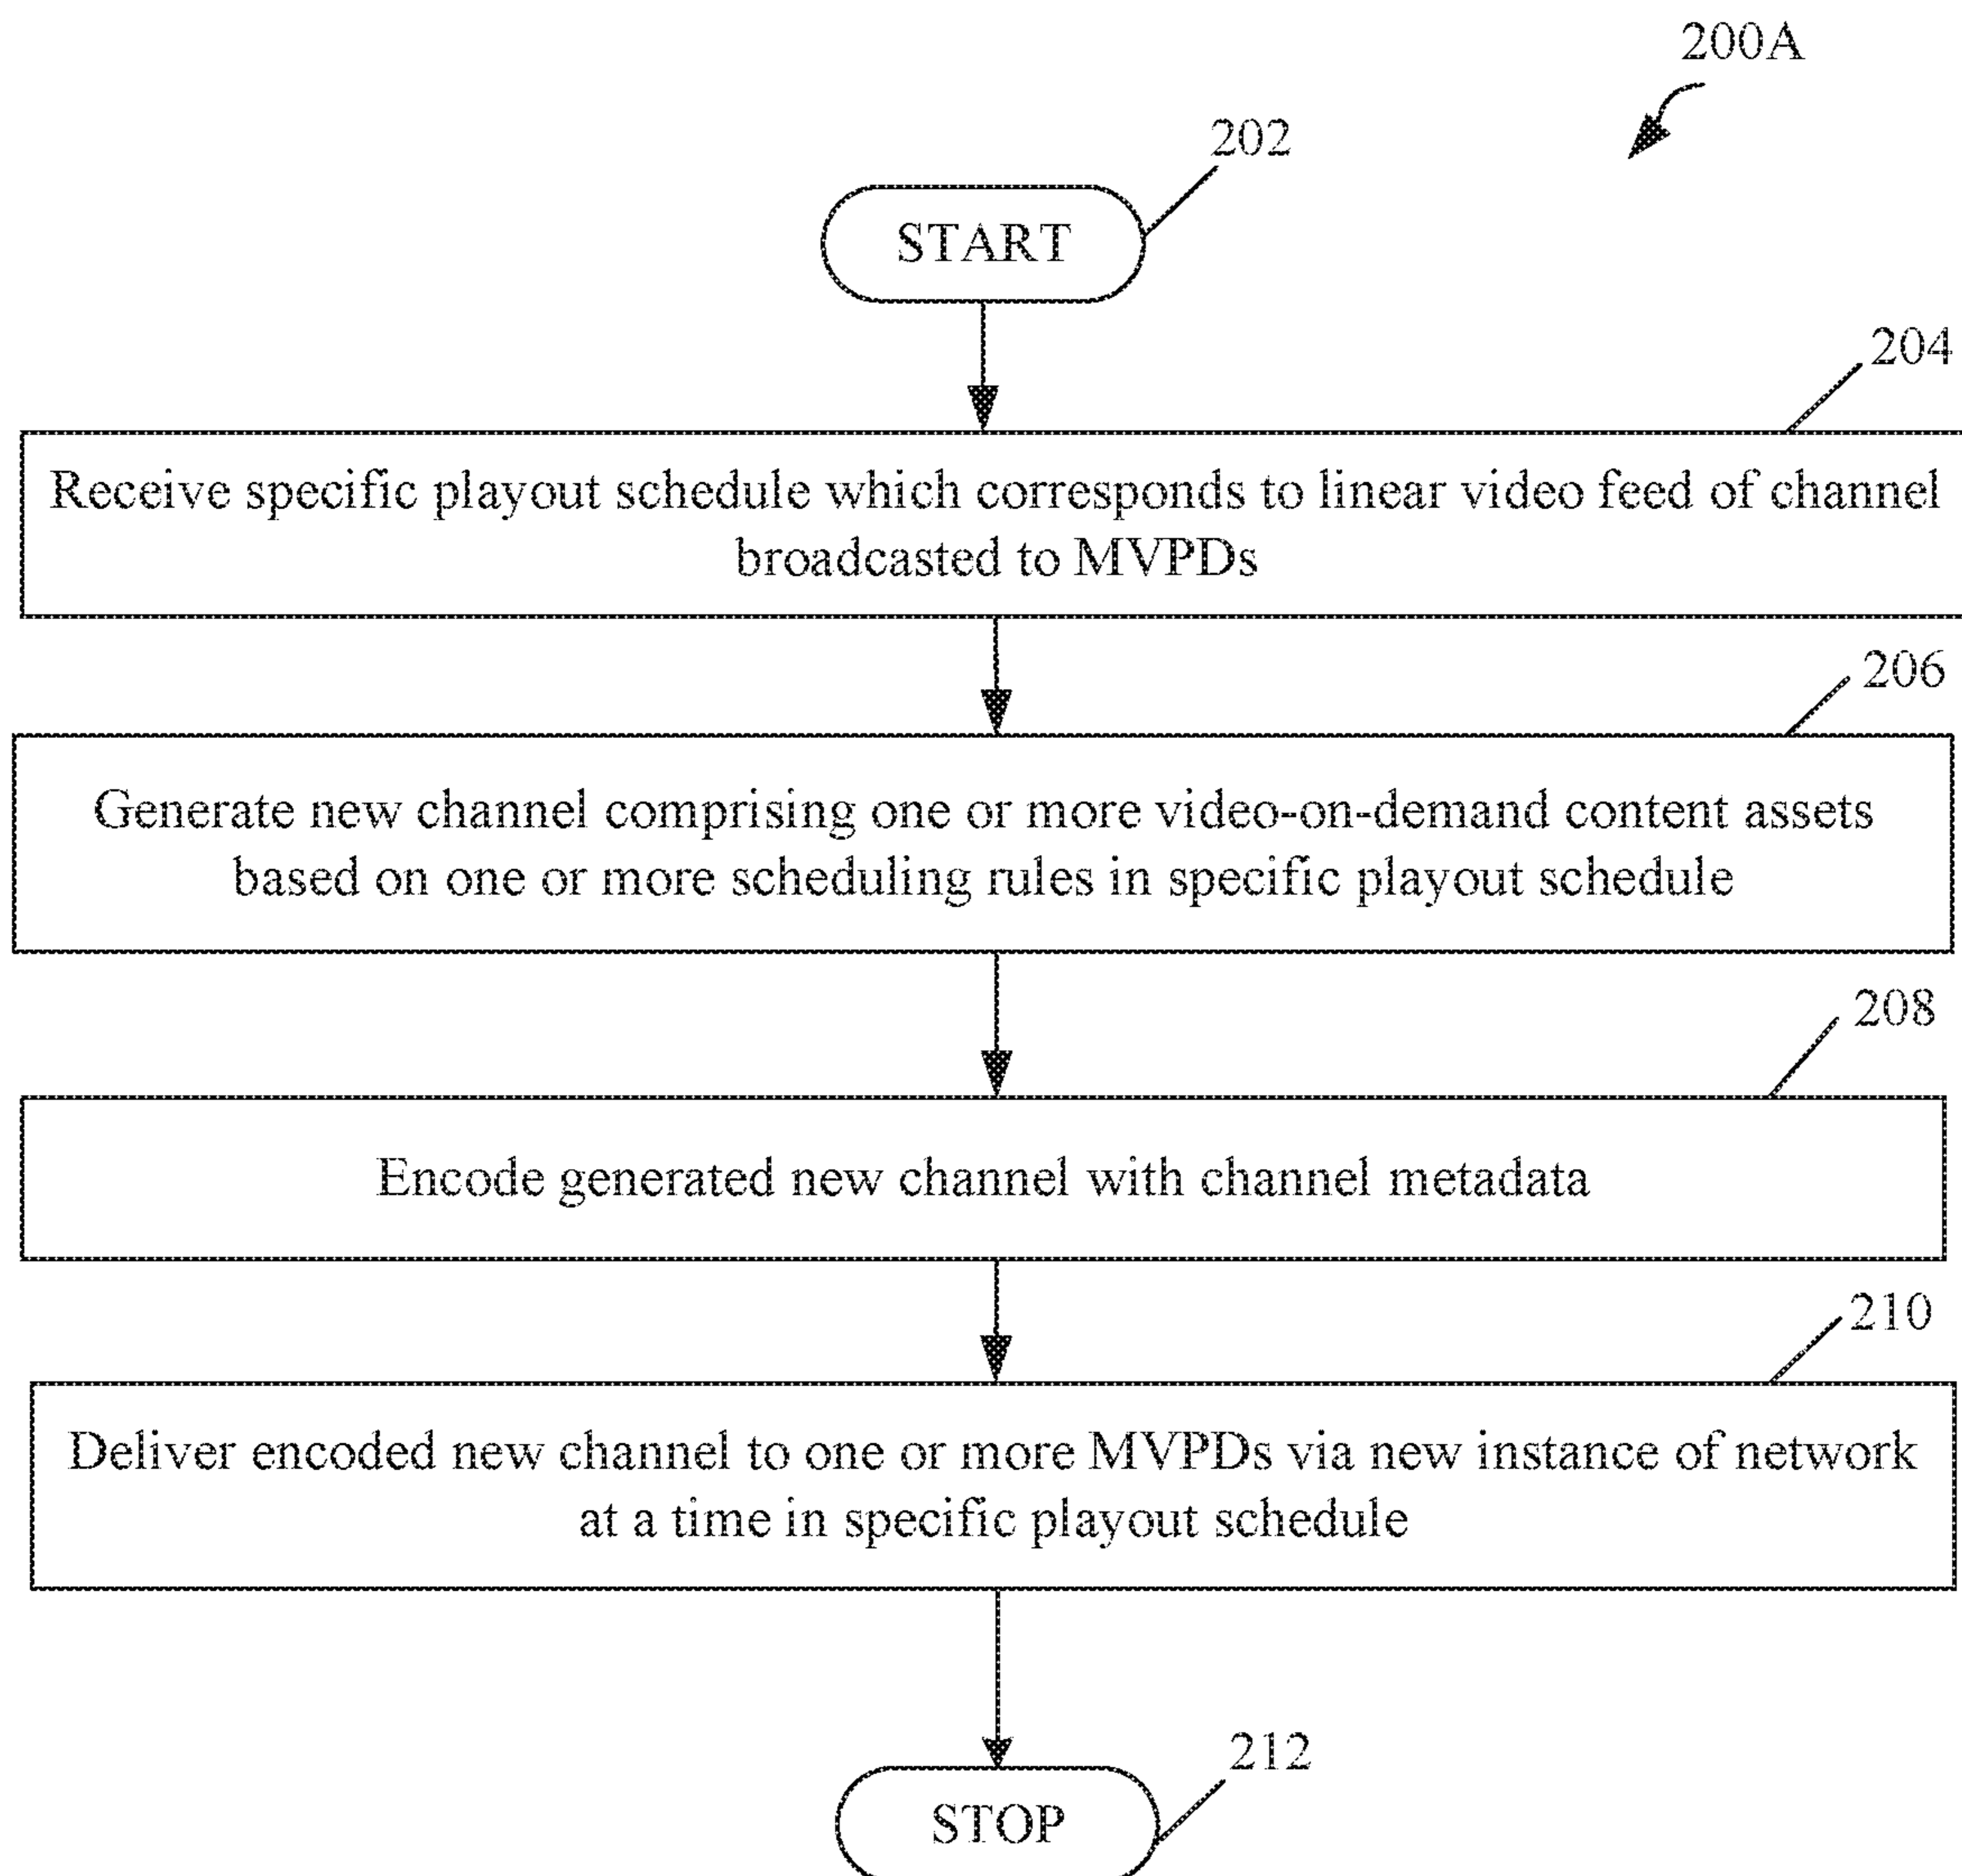 200A
202
START
204
Receive specific playout schedule which corresponds to linear video feed of channel
broadcasted to MVPDs
206
Generate new channel comprising one or more video-on-demand content assets
based on one or more scheduling rules in specific playout schedule
208
Encode generated new channel with channel metadata
210
Deliver encoded new channel to one or more MVPDs via new instance of network
at a time in specific playout schedule
212
STOP